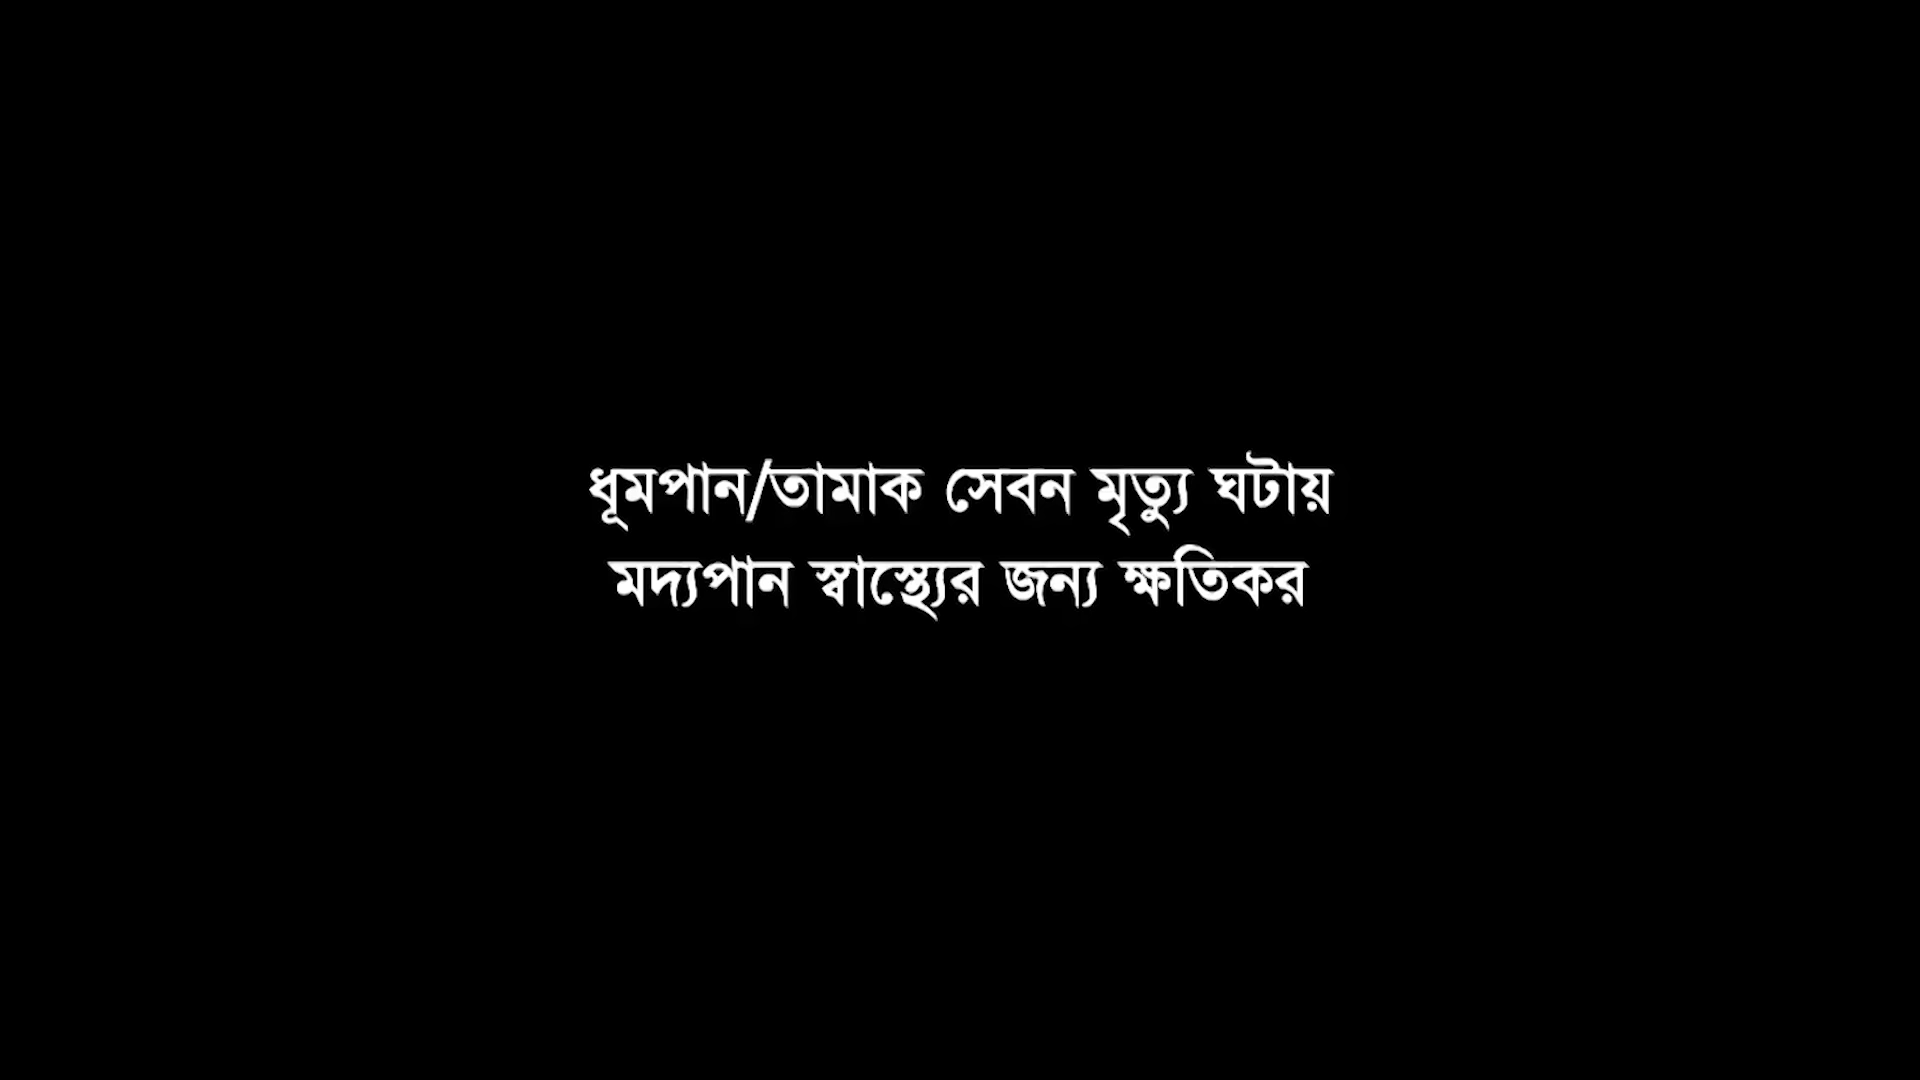 ধূমপান/তামাক সেবন মৃত্যু ঘটায়
মদ্যপান স্বাস্থ্যের জন্য ক্ষতিকর